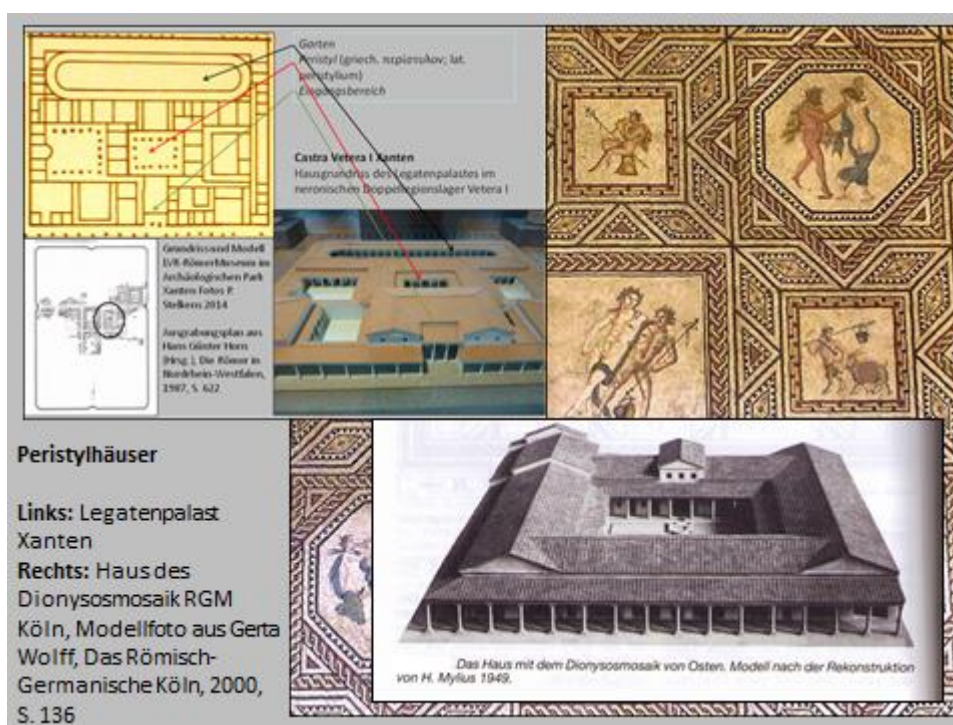 Garten
Peristyl (griech. περίστυλον; lat.
peristylium)
Eingangsbereich
Castra Vetera I Xanten
Hausgrundriss des Legatenpalastes im
neronischen Doppellegionslager Vetera I
Grundriss und Modell
LVR-RömerMuseum im
Archäologischen Park
Xanten Fotos P.
Stelkens 2014
Ausgrabungsplan aus
Hans Günter Horn
(Hrsg.), Die Römer in
Nordrhein-Westfalen,
1987, S. 622
Peristylhäuser
Links: Legatenpalast
Xanten
Rechts: Haus des
Dionysosmosaik RGM
Köln, Modellfoto aus Gerta
Wolff, Das Römisch-
Germanische Köln, 2000,
S. 136
Das Haus mit dem Dionysosmosaik von Osten. Modell nach der Rekonstruktion
von H. Mylius 1949.